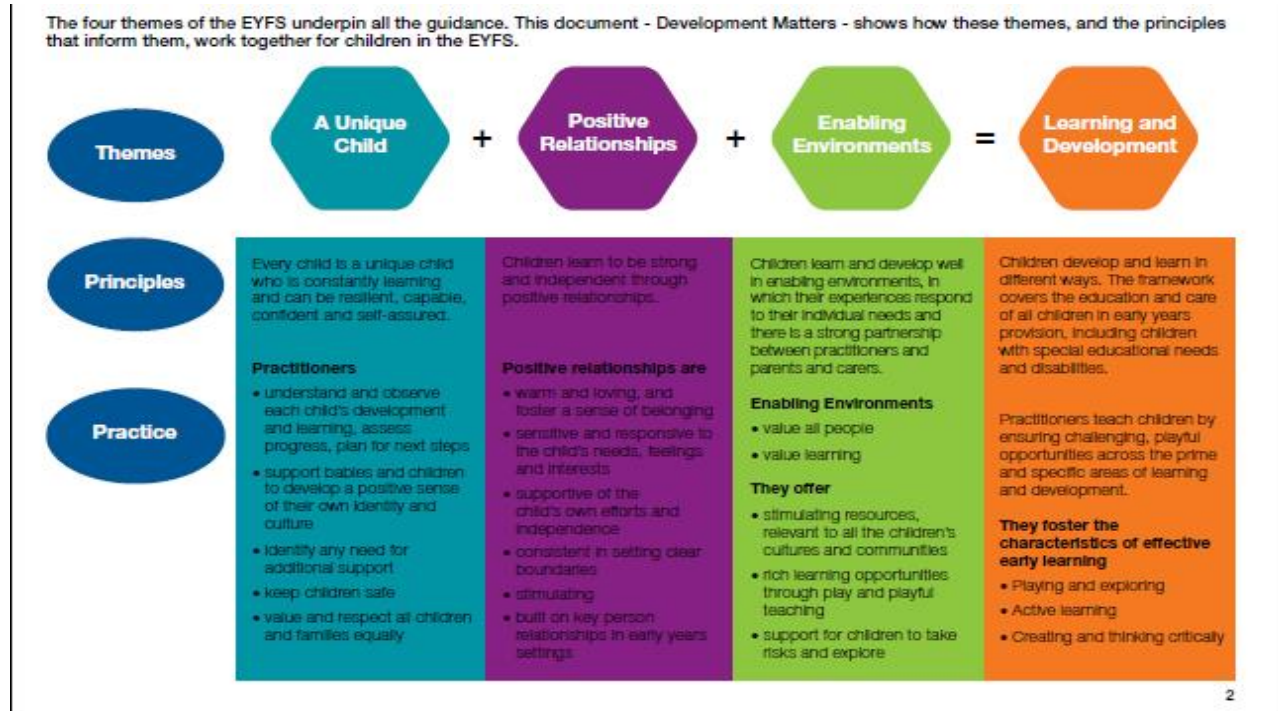 The four themes of the EYFS underpin all the guidance. This document - Development Matters - shows how these themes, and the principles
that inform them, work together for children in the EYFS.
Themes
A Unique
Child
+
Positive
Relationships
+
Enabling
Environments
=
Learning and
Development
Principles
Every child is a unique child
who is constantly learning
and can be resilient, capable,
confident and self-assured.
Children learn to be strong
and independent through
positive relationships.
Children learn and develop well
in enabling environments, in
which their experiences respond
to their individual needs and
there is a strong partnership
between practitioners and
parents and carers.
Children develop and learn in
different ways. The framework
covers the education and care
of all children in early years
provision, including children
with special educational needs
and disabilities.
Practice
Practitioners
• understand and observe
each child's development
and learning, assess
progress, plan for next steps
• support babies and children
to develop a positive sense
of their own identity and
culture
• identify any need for
additional support
• keep children safe
• value and respect all children
and families equally
Positive relationships are
• warm and loving, and
foster a sense of belonging
• sensitive and responsive to
the child's needs, feelings
and interests
• supportive of the
child's own efforts and
independence
• consistent in setting clear
boundaries
• stimulating
• built on key person
relationships in early years
settings
Enabling Environments
• value all people
• value learning
They offer
• stimulating resources,
relevant to all the children's
cultures and communities
• rich learning opportunities
through play and playful
teaching
• support for children to take
risks and explore
Practitioners teach children by
ensuring challenging, playful
opportunities across the prime
and specific areas of learning
and development.
They foster the
characteristics of effective
early learning
• Playing and exploring
• Active learning
• Creating and thinking critically
2